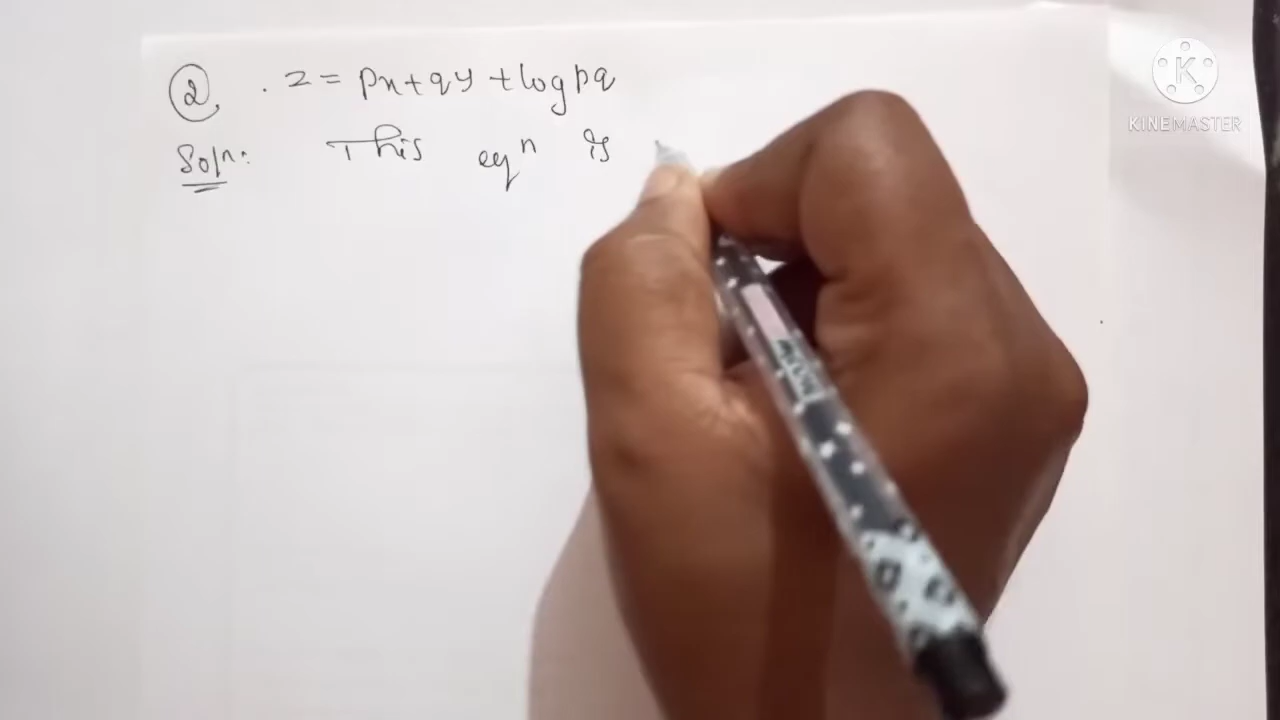 ②. z = px + qy + log pq
Soln: This eqn is
K
KINEMASTER